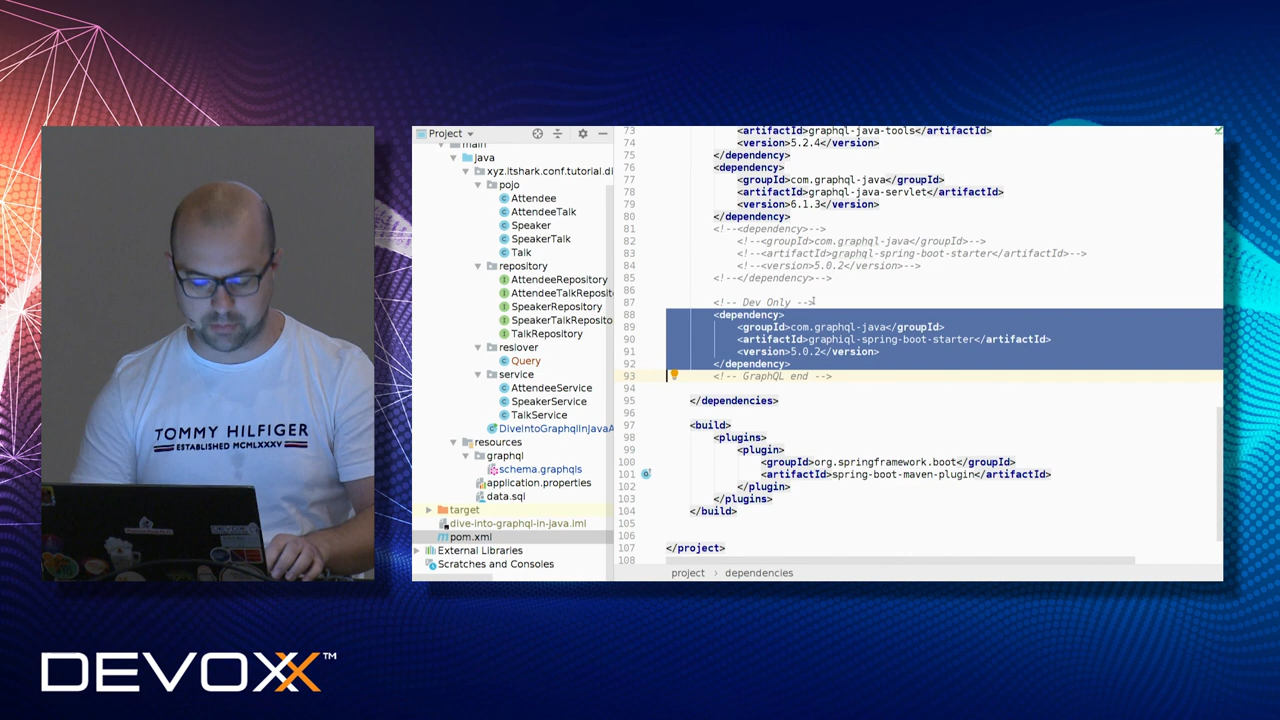 TOMMY HILFIGER
ESTABLISHED MCMLXXXV
DEVOXX™
Project
main
java
xyz.itshark.conf.tutorial.di
pojo
Attendee
AttendeeTalk
Speaker
SpeakerTalk
Talk
repository
AttendeeRepository
AttendeeTalkReposit
SpeakerRepository
SpeakerTalkReposito
TalkRepository
reslover
Query
service
AttendeeService
SpeakerService
TalkService
DiveIntoGraphqlInJavaA
resources
graphql
schema.graphqls
application.properties
data.sql
target
dive-into-graphql-in-java.iml
pom.xml
External Libraries
Scratches and Consoles
73 <artifactId>graphql-java-tools</artifactId>
74 <version>5.2.4</version>
75 </dependency>
76 <dependency>
77 <groupId>com.graphql-java</groupId>
78 <artifactId>graphql-java-servlet</artifactId>
79 <version>6.1.3</version>
80 </dependency>
81 <!--<dependency>-->
82 <!--<groupId>com.graphql-java</groupId>-->
83 <!--<artifactId>graphql-spring-boot-starter</artifactId>-->
84 <!--<version>5.0.2</version>-->
85 <!--</dependency>-->
86
87 <!-- Dev Only -->
88 <dependency>
89 <groupId>com.graphql-java</groupId>
90 <artifactId>graphiql-spring-boot-starter</artifactId>
91 <version>5.0.2</version>
92 </dependency>
93 <!-- GraphQL end -->
94
95 </dependencies>
96
97 <build>
98 <plugins>
99 <plugin>
100 <groupId>org.springframework.boot</groupId>
101 <artifactId>spring-boot-maven-plugin</artifactId>
102 </plugin>
103 </plugins>
104 </build>
105
106
107 </project>
108
project > dependencies